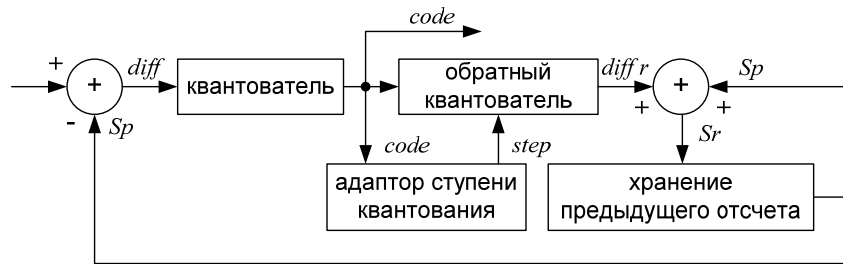 code
+
diff
+
-
Sp
квантователь
обратный
квантователь
diff r
+
+
+
Sp
Sr
code
step
адаптор ступени
квантования
хранение
предыдущего отсчета